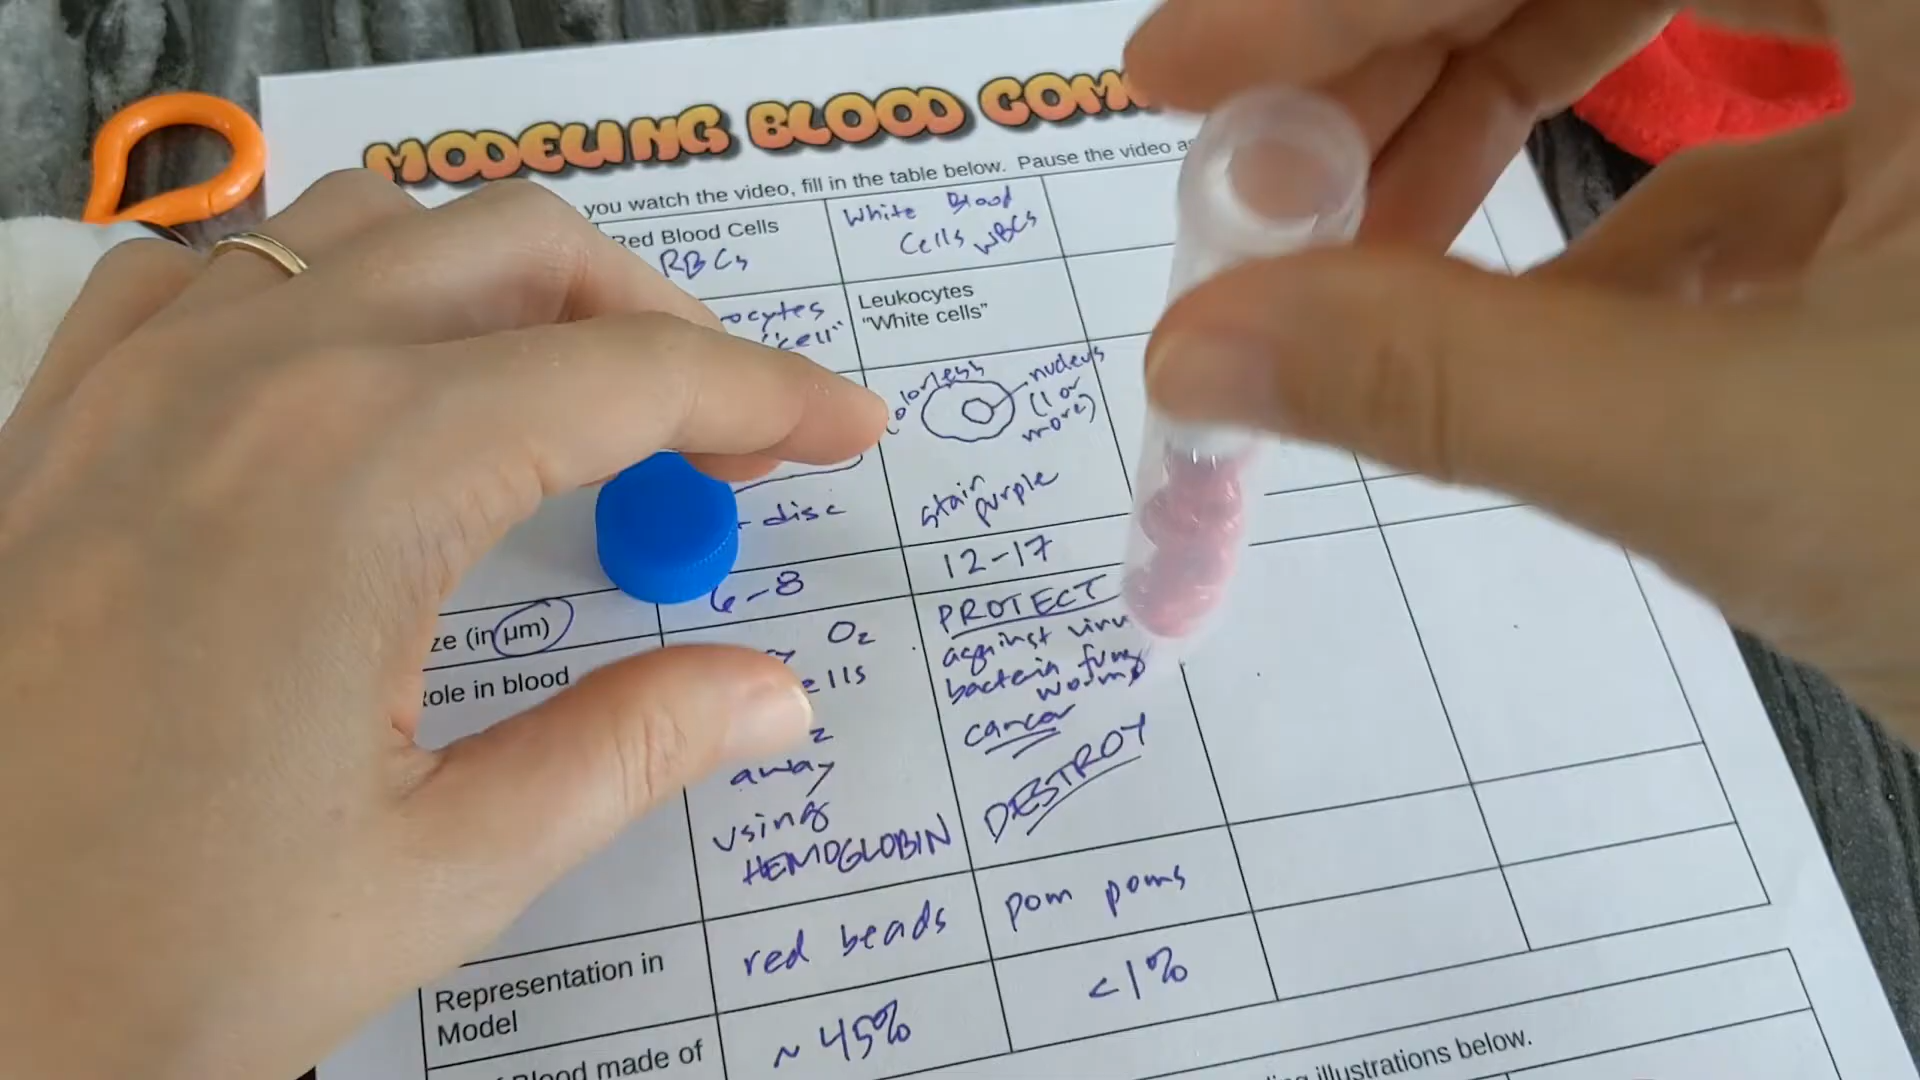 MODELING BLOOD
you watch the video, fill in the table below. Pause the video
Red Blood Cells
RBCs
White Blood
Cells WBCs
ocytes
"cell"
Leukocytes
"White cells"
colorless
nucleus
(1 or
more)
disc
stain
purple
ze (in µm)
6-8
12-17
Role in blood
O2
ells
away
using
HEMOGLOBIN
PROTECT
against
bacteria
worms
cancer
DESTROY
Representation in
Model
red beads
pom poms
Blood made of
~45%
<1%
illustrations below.